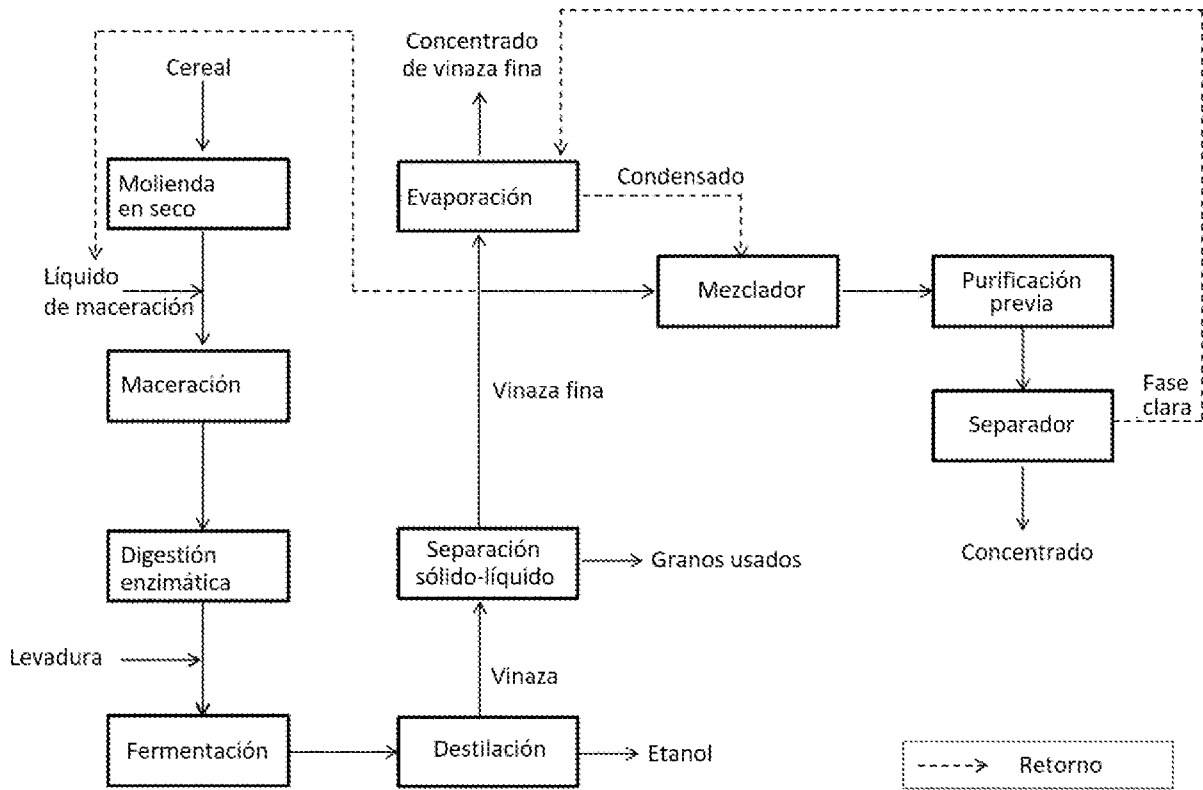 Cereal
Molienda
en seco
Líquido
de maceración
Maceración
Digestión
enzimática
Levadura
Fermentación
Concentrado
de vinaza fina
Evaporación
Condensado
Mezclador
Purificación
previa
Fase
clara
Separador
Concentrado
Vinaza fina
Separación
sólido-líquido
Granos usados
Vinaza
Destilación
Etanol
Retorno